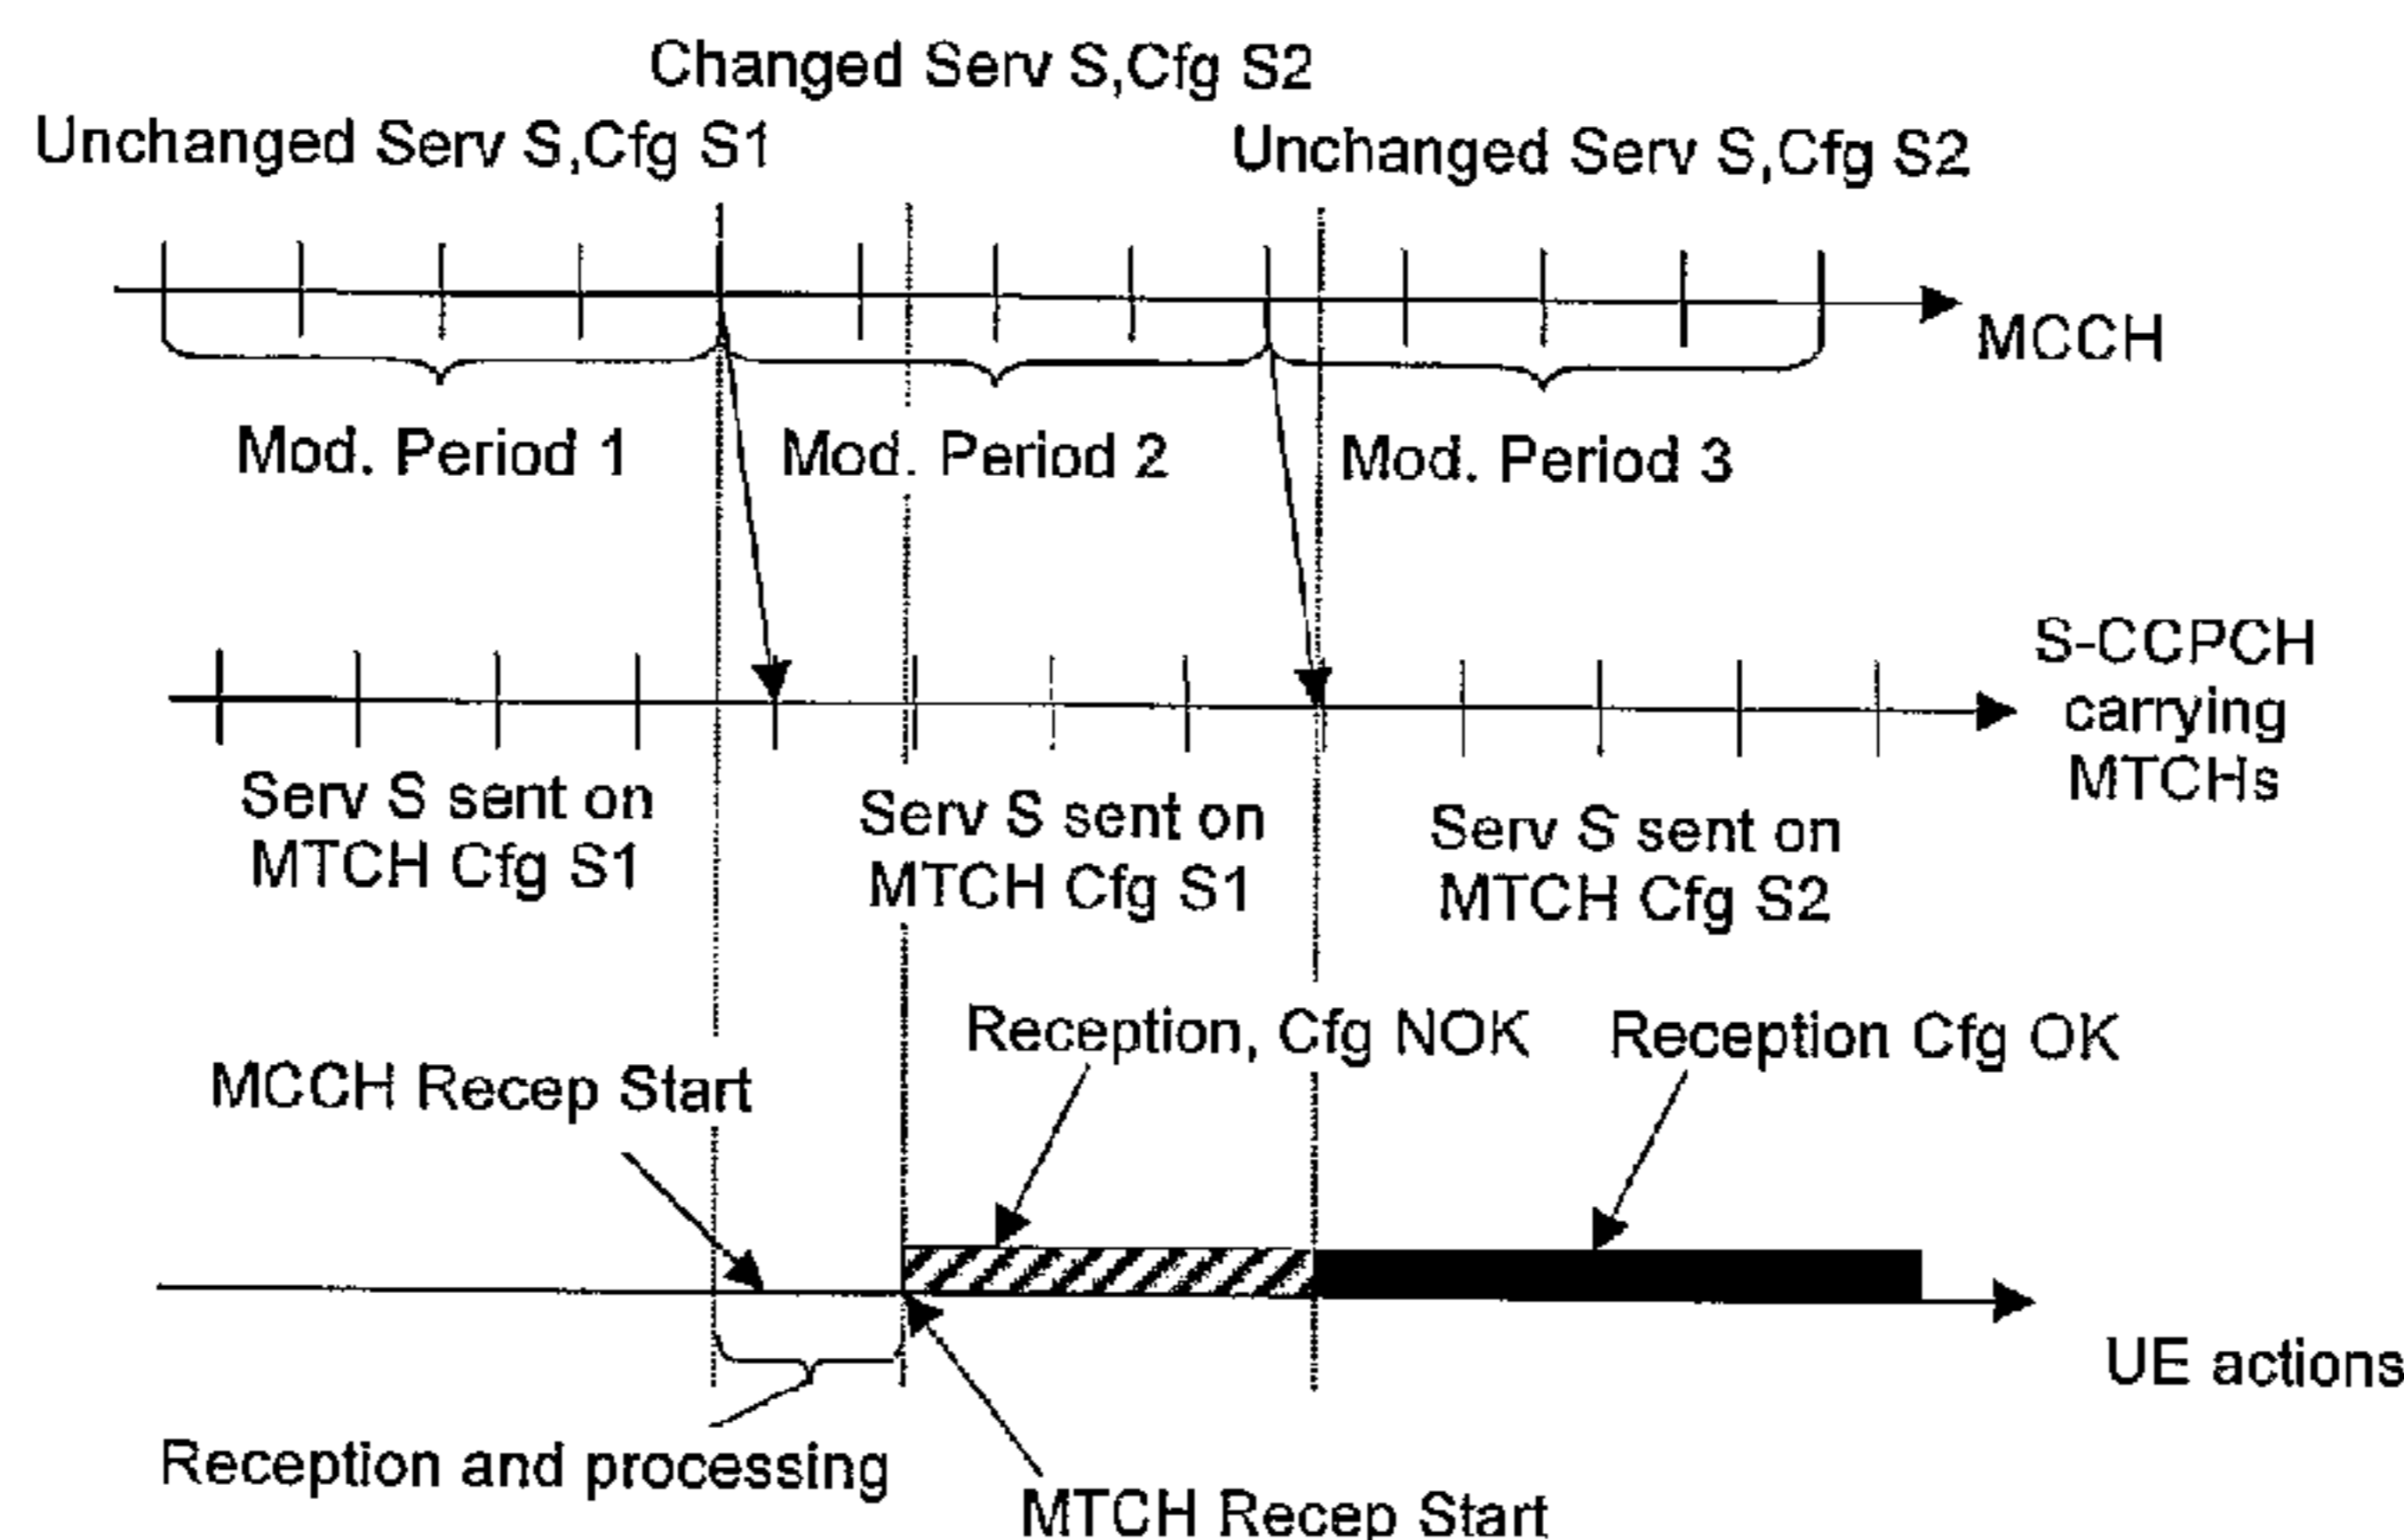 Changed Serv S,Cfg S2
Unchanged Serv S,Cfg S1
Unchanged Serv S,Cfg S2
MCCH
Mod. Period 1
Mod. Period 2
Mod. Period 3
S-CCPCH
carrying
MTCHs
Serv S sent on
MTCH Cfg S1
Serv S sent on
MTCH Cfg S1
Serv S sent on
MTCH Cfg S2
Reception, Cfg NOK
Reception Cfg OK
MCCH Recep Start
UE actions
Reception and processing
MTCH Recep Start